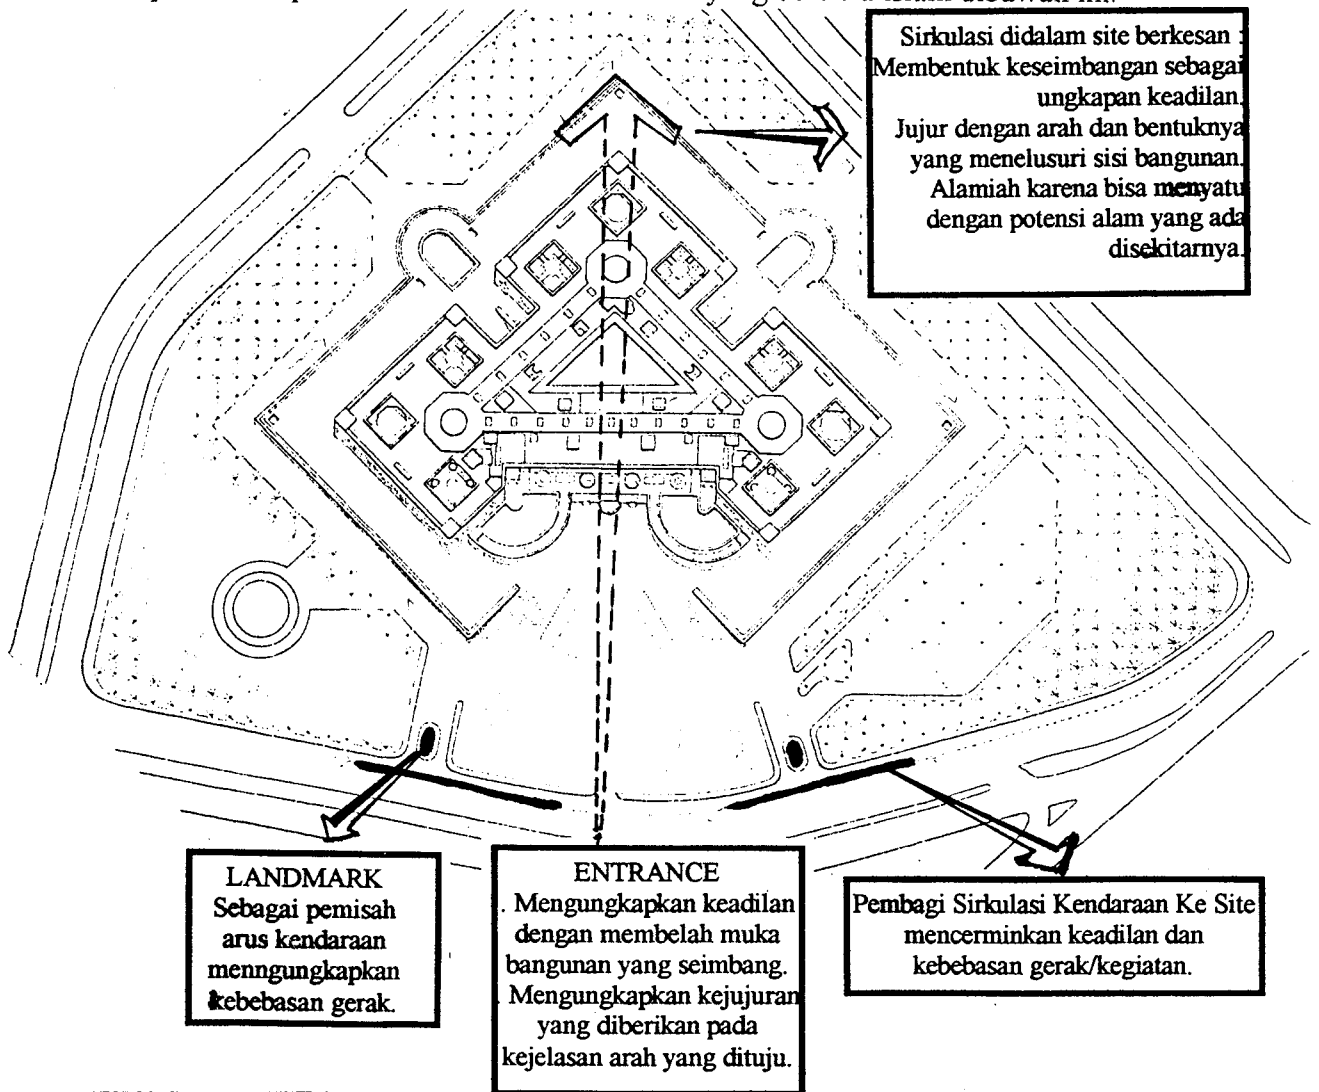 Sirkulasi didalam site berkesan :
Membentuk keseimbangan sebagai
ungkapan keadilan.
Jujur dengan arah dan bentuknya
yang menelusuri sisi bangunan.
Alamiah karena bisa menyatu
dengan potensi alam yang ada
disekitarnya.
LANDMARK
Sebagai pemisah
arus kendaraan
menngungkapkan
kebebasan gerak.
ENTRANCE
. Mengungkapkan keadilan
dengan membelah muka
bangunan yang seimbang.
. Mengungkapkan kejujuran
yang diberikan pada
kejelasan arah yang dituju.
Pembagi Sirkulasi Kendaraan Ke Site
mencerminkan keadilan dan
kebebasan gerak/kegiatan.